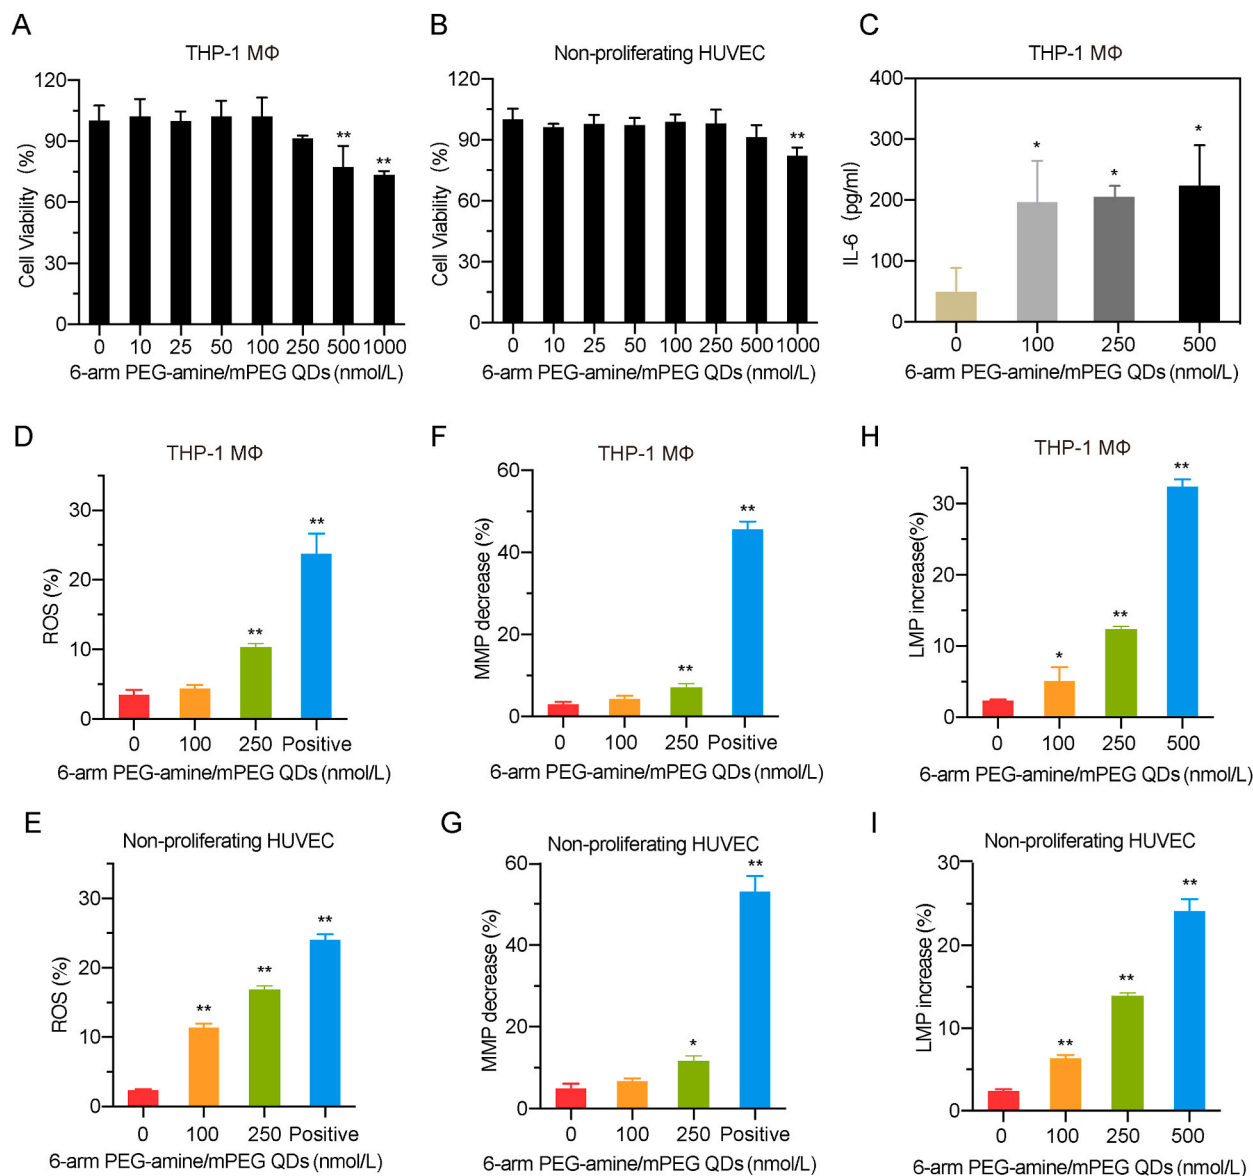 A
THP-1 MΦ
Cell Viability (%)
120
90
60
30
0
**
**
0 10 25 50 100 250 500 1000
6-arm PEG-amine/mPEG QDs (nmol/L)
B
Non-proliferating HUVEC
Cell Viability (%)
120
90
60
30
0
**
0 10 25 50 100 250 500 1000
6-arm PEG-amine/mPEG QDs (nmol/L)
C
THP-1 MΦ
IL-6 (pg/ml)
400
300
200
100
0
*
*
*
0 100 250 500
6-arm PEG-amine/mPEG QDs (nmol/L)
D
THP-1 MΦ
ROS (%)
30
20
10
0
**
**
0 100 250 Positive
6-arm PEG-amine/mPEG QDs (nmol/L)
F
THP-1 MΦ
MMP decrease (%)
60
40
20
0
**
**
0 100 250 Positive
6-arm PEG-amine/mPEG QDs (nmol/L)
H
THP-1 MΦ
LMP increase(%)
30
20
10
0
*
**
**
0 100 250 500
6-arm PEG-amine/mPEG QDs (nmol/L)
E
Non-proliferating HUVEC
ROS (%)
30
20
10
0
**
**
**
0 100 250 Positive
6-arm PEG-amine/mPEG QDs (nmol/L)
G
Non-proliferating HUVEC
MMP decrease (%)
60
40
20
0
*
**
0 100 250 Positive
6-arm PEG-amine/mPEG QDs (nmol/L)
I
Non-proliferating HUVEC
LMP increase (%)
30
20
10
0
**
**
**
0 100 250 500
6-arm PEG-amine/mPEG QDs (nmol/L)